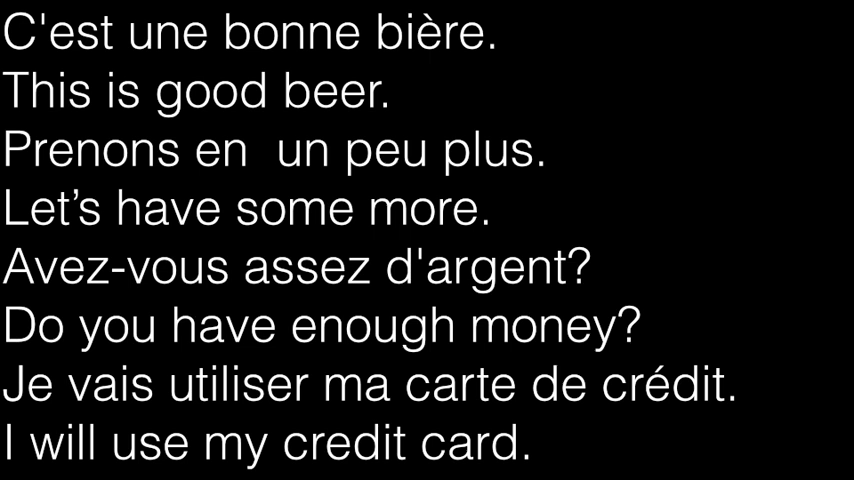 C'est une bonne bière.
This is good beer.
Prenons en  un peu plus.
Let’s have some more.
Avez-vous assez d'argent?
Do you have enough money?
Je vais utiliser ma carte de crédit.
I will use my credit card.